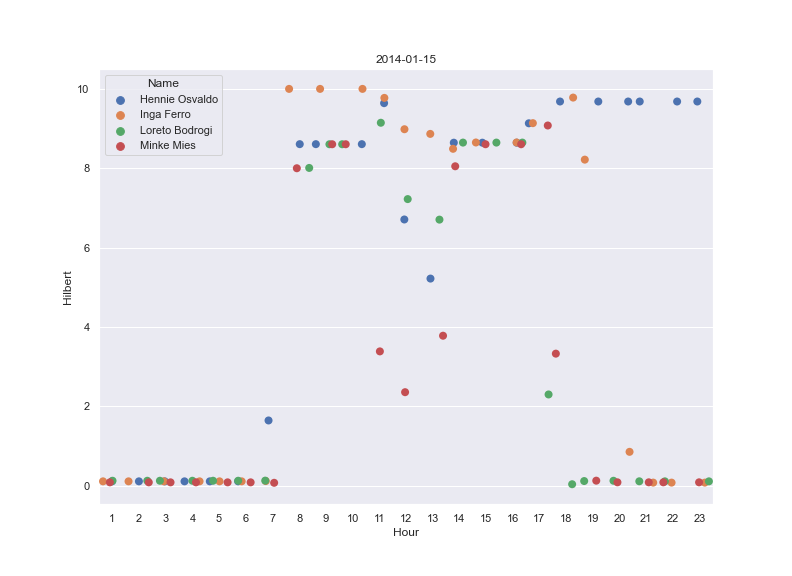 2014-01-15
Name
Hennie Osvaldo
Inga Ferro
Loreto Bodrogi
Minke Mies
10
8
6
4
2
0
Hilbert
1 2 3 4 5 6 7 8 9 10 11 12 13 14 15 16 17 18 19 20 21 22 23
Hour